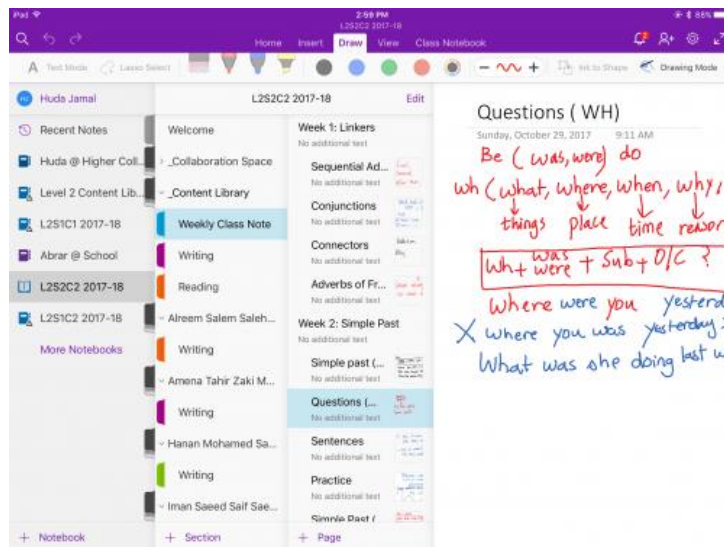 iPad
2:59 PM
88%
L2S2C2 2017-18
Home Insert Draw View Class Notebook
A Text Mode Lasso Select Ink to Shape Drawing Mode
Huda Jamal
Recent Notes
Huda @ Higher Coll...
Level 2 Content Lib...
L2S1C1 2017-18
Abrar @ School
L2S2C2 2017-18
L2S1C2 2017-18
More Notebooks
+ Notebook
L2S2C2 2017-18 Edit
Welcome
_Collaboration Space
_Content Library
Weekly Class Note
Writing
Reading
Alreem Salem Saleh...
Writing
Amena Tahir Zaki M...
Writing
Hanan Mohamed Sa...
Writing
Iman Saeed Saif Sae...
+ Section
Week 1: Linkers
No additional text
Sequential Ad...
No additional text
Conjunctions
No additional text
Connectors
No additional text
Adverbs of Fr...
No additional text
Week 2: Simple Past
No additional text
Simple past (...
No additional text
Questions (...
No additional text
Sentences
No additional text
Practice
No additional text
Simple Past (
+ Page
Questions ( WH)
Sunday, October 29, 2017 9:11 AM
Be ( was, were) do
wh ( what, where, when, why,
things place time reason
Wh + was were + Sub + O/C ?
Where were you yesterd
X where you was yesterday
What was she doing last w